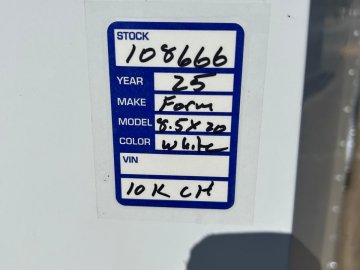 STOCK
108666
YEAR 25
MAKE Form
MODEL 8.5X20
COLOR White
VIN
10K CH